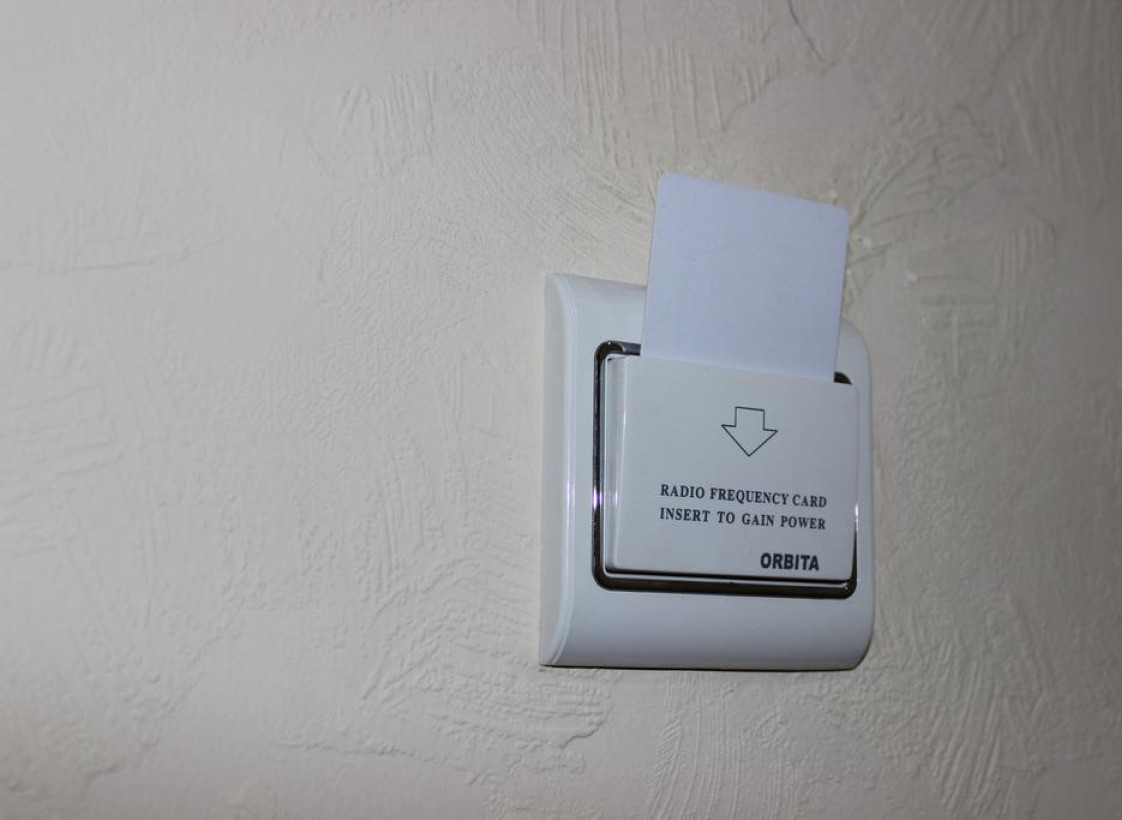 RADIO FREQUENCY CARD
INSERT TO GAIN POWER
ORBITA